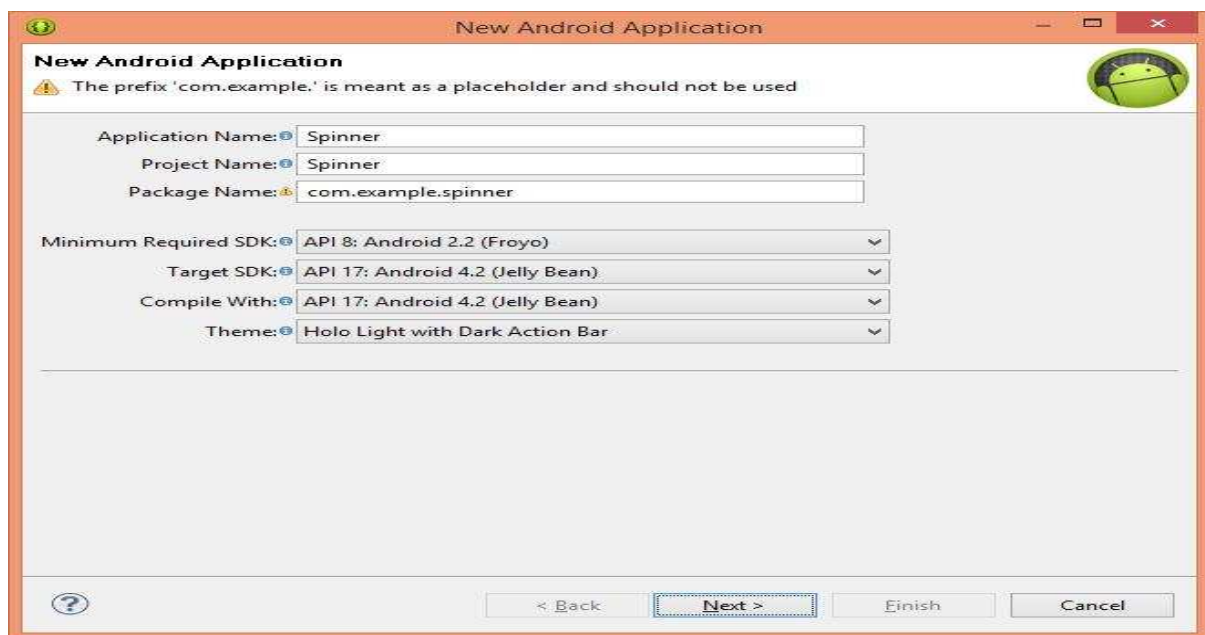 New Android Application
New Android Application
The prefix 'com.example.' is meant as a placeholder and should not be used
Application Name: Spinner
Project Name: Spinner
Package Name: com.example.spinner
Minimum Required SDK: API 8: Android 2.2 (Froyo)
Target SDK: API 17: Android 4.2 (Jelly Bean)
Compile With: API 17: Android 4.2 (Jelly Bean)
Theme: Holo Light with Dark Action Bar
< Back Next > Finish Cancel